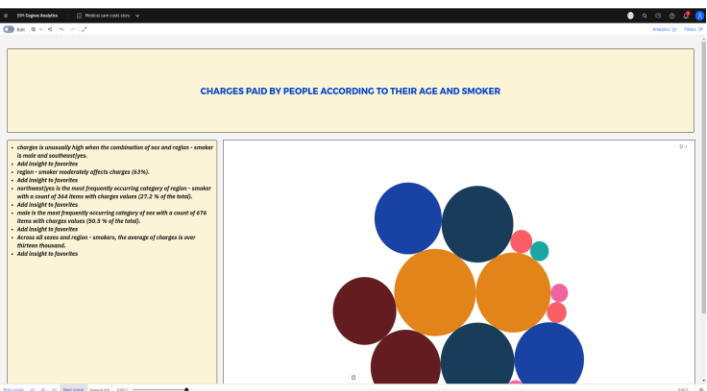 IBM Cognos Analytics
Medical care costs story
Edit
Analytics
Filters
CHARGES PAID BY PEOPLE ACCORDING TO THEIR AGE AND SMOKER
• charges is unusually high when the combination of sex and region - smoker
is male and southeast|yes.
• Add insight to favorites
• region - smoker moderately affects charges (63%).
• Add insight to favorites
• northwest|yes is the most frequently occurring category of region - smoker
with a count of 364 items with charges values (27.2 % of the total).
• Add insight to favorites
• male is the most frequently occurring category of sex with a count of 676
items with charges values (50.5 % of the total).
• Add insight to favorites
• Across all sexes and region - smokers, the average of charges is over
thirteen thousand.
• Add insight to favorites